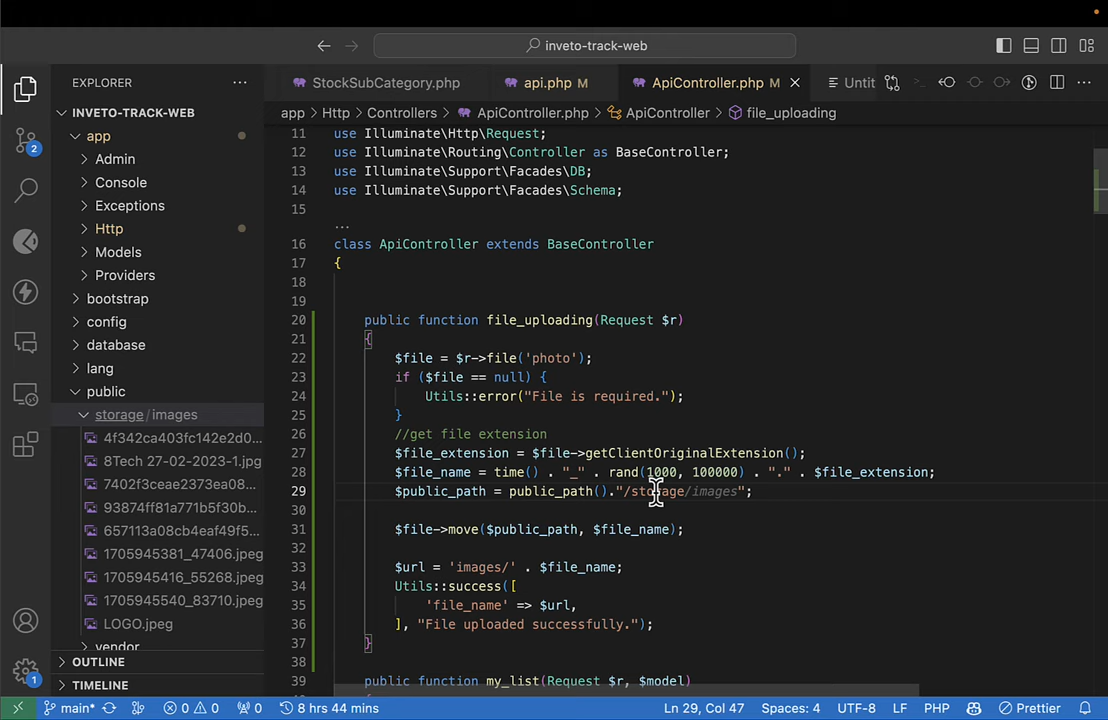 inveto-track-web
EXPLORER
StockSubCategory.php
api.php M
ApiController.php M
Untit
INVETO-TRACK-WEB
app > Http > Controllers > ApiController.php > ApiController > file_uploading
app
Admin
Console
Exceptions
Http
Models
Providers
bootstrap
config
database
lang
public
storage/images
4f342ca403fc142e2d0...
8Tech 27-02-2023-1.j...
7402f3ceae2373ea08...
93874ff81a771b5f30b...
657113a08cb4eaf49f5...
1705945381_47406.jpeg
1705945416_55268.jpeg
1705945540_83710.jpeg
LOGO.jpeg
vendor
OUTLINE
TIMELINE
2
1
11 use Illuminate\Http\Request;
12 use Illuminate\Routing\Controller as BaseController;
13 use Illuminate\Support\Facades\DB;
14 use Illuminate\Support\Facades\Schema;
15
...
16 class ApiController extends BaseController
17 {
18
19
20 public function file_uploading(Request $r)
21 {
22 $file = $r->file('photo');
23 if ($file == null) {
24 Utils::error("File is required.");
25 }
26 //get file extension
27 $file_extension = $file->getClientOriginalExtension();
28 $file_name = time() . "_" . rand(1000, 100000) . "." . $file_extension;
29 $public_path = public_path()."/storage/images";
30
31 $file->move($public_path, $file_name);
32
33 $url = 'images/' . $file_name;
34 Utils::success([
35 'file_name' => $url,
36 ], "File uploaded successfully.");
37 }
38
39 public function my_list(Request $r, $model)
main* 0 0 0 8 hrs 44 mins Ln 29, Col 47 Spaces: 4 UTF-8 LF PHP Prettier